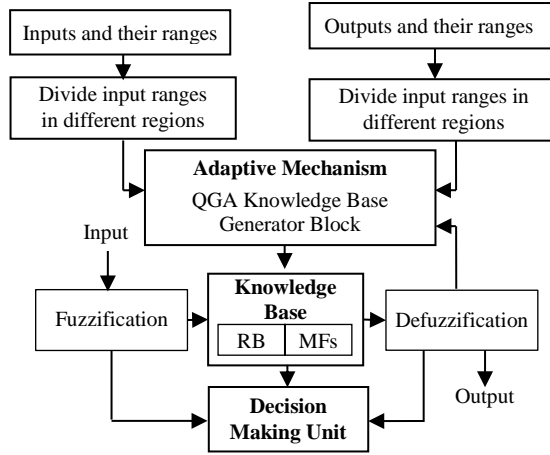 Inputs and their ranges
Outputs and their ranges
Divide input ranges
in different regions
Divide input ranges in
different regions
Adaptive Mechanism
QGA Knowledge Base
Generator Block
Input
Fuzzification
Knowledge
Base
RB
MFs
Defuzzification
Output
Decision
Making Unit